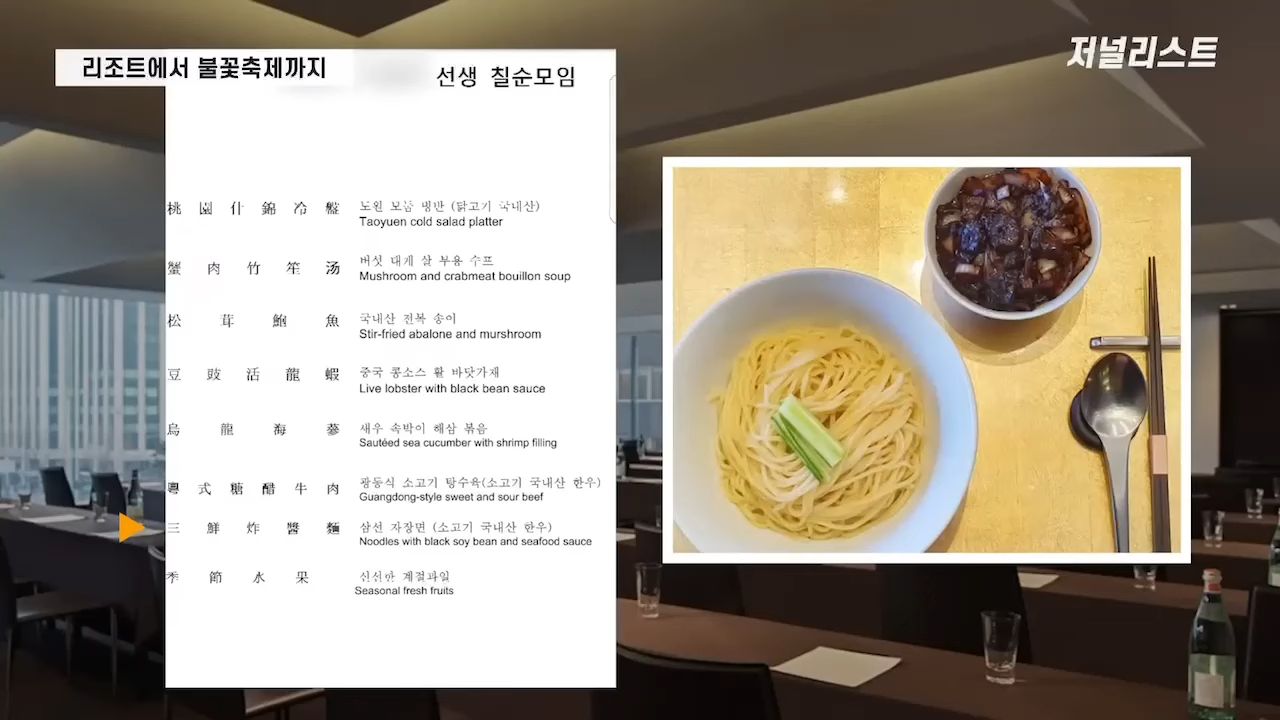 리조트에서 불꽃축제까지
저널리스트
선생 칠순모임
桃園什錦冷盤
도원 모듬 냉반 (닭고기 국내산)
Taoyuen cold salad platter
蟹肉竹笙汤
버섯 대게 살 부용 수프
Mushroom and crabmeat bouillon soup
松茸鮑魚
국내산 전복 송이
Stir-fried abalone and murshroom
豆豉活龍蝦
중국 콩소스 활 바닷가재
Live lobster with black bean sauce
烏龍海蔘
새우 속박이 해삼 볶음
Sautéed sea cucumber with shrimp filling
粵式糖醋牛肉
광동식 소고기 탕수육(소고기 국내산 한우)
Guangdong-style sweet and sour beef
三鮮炸醬麵
삼선 자장면 (소고기 국내산 한우)
Noodles with black soy bean and seafood sauce
季節水果
신선한 계절과일
Seasonal fresh fruits